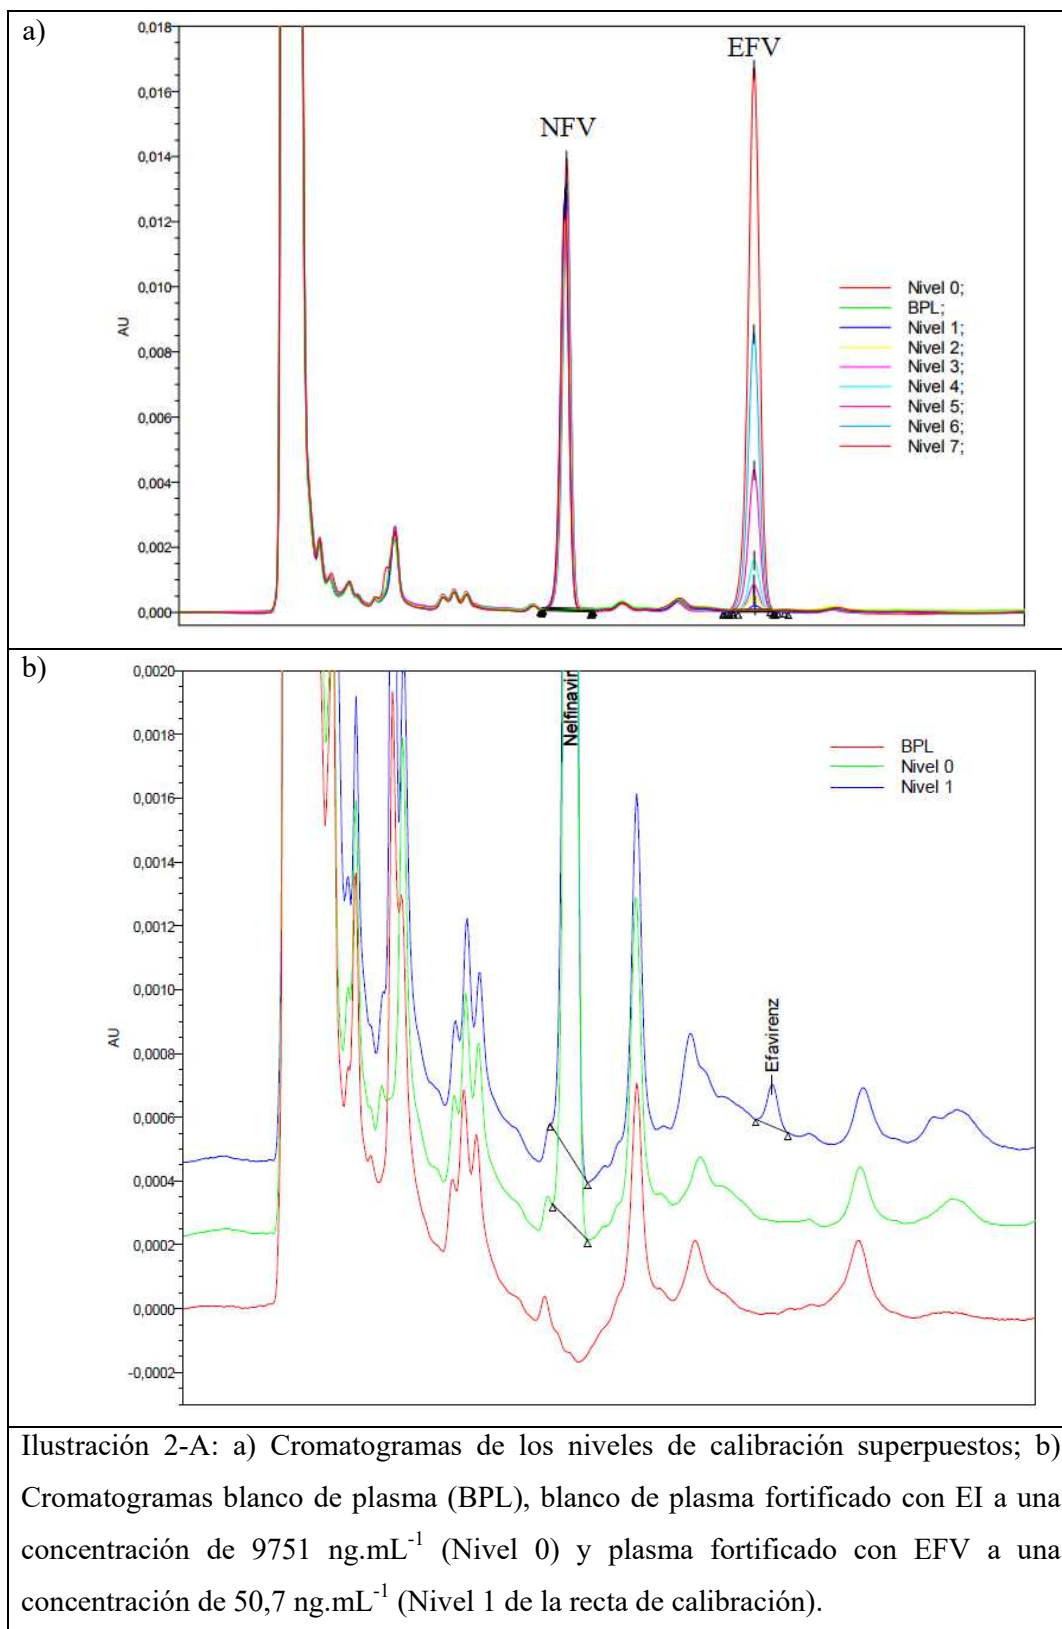 a)
0,018
0,016
0,014
0,012
0,010
0,008
0,006
0,004
0,002
0,000
AU
NFV
EFV
Nivel 0;
BPL;
Nivel 1;
Nivel 2;
Nivel 3;
Nivel 4;
Nivel 5;
Nivel 6;
Nivel 7;
b)
0,0020
0,0018
0,0016
0,0014
0,0012
0,0010
0,0008
0,0006
0,0004
0,0002
0,0000
-0,0002
AU
Nelfinavir
Efavirenz
BPL
Nivel 0
Nivel 1
Ilustración 2-A: a) Cromatogramas de los niveles de calibración superpuestos; b)
Cromatogramas blanco de plasma (BPL), blanco de plasma fortificado con EI a una
concentración de 9751 ng.mL⁻¹ (Nivel 0) y plasma fortificado con EFV a una
concentración de 50,7 ng.mL⁻¹ (Nivel 1 de la recta de calibración).